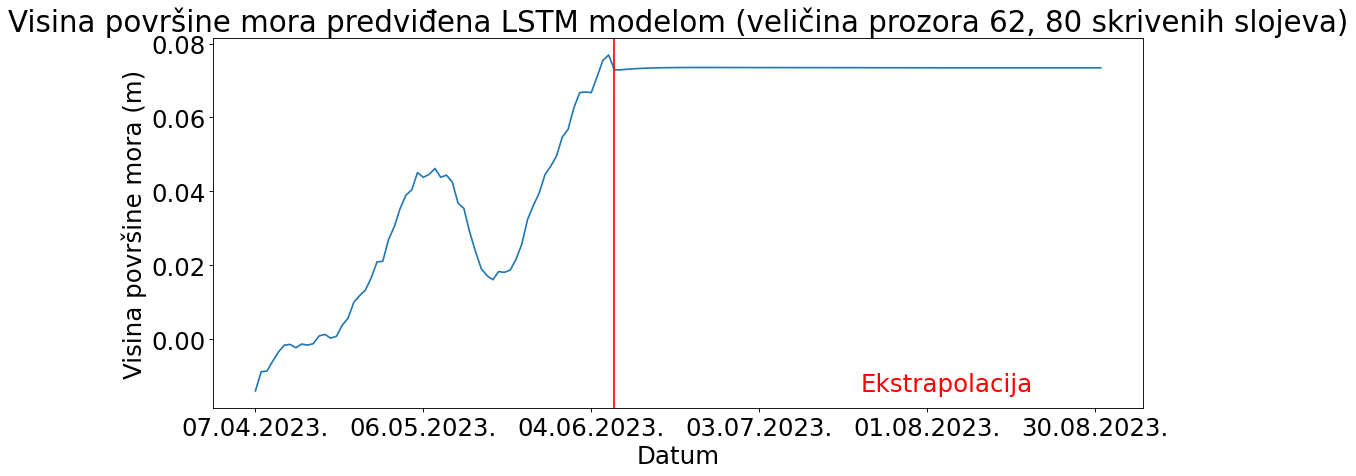 Visina površine mora predviđena LSTM modelom (veličina prozora 62, 80 skrivenih slojeva)
Visina površine mora (m)
0.08
0.06
0.04
0.02
0.00
Ekstrapolacija
07.04.2023. 06.05.2023. 04.06.2023. 03.07.2023. 01.08.2023. 30.08.2023.
Datum